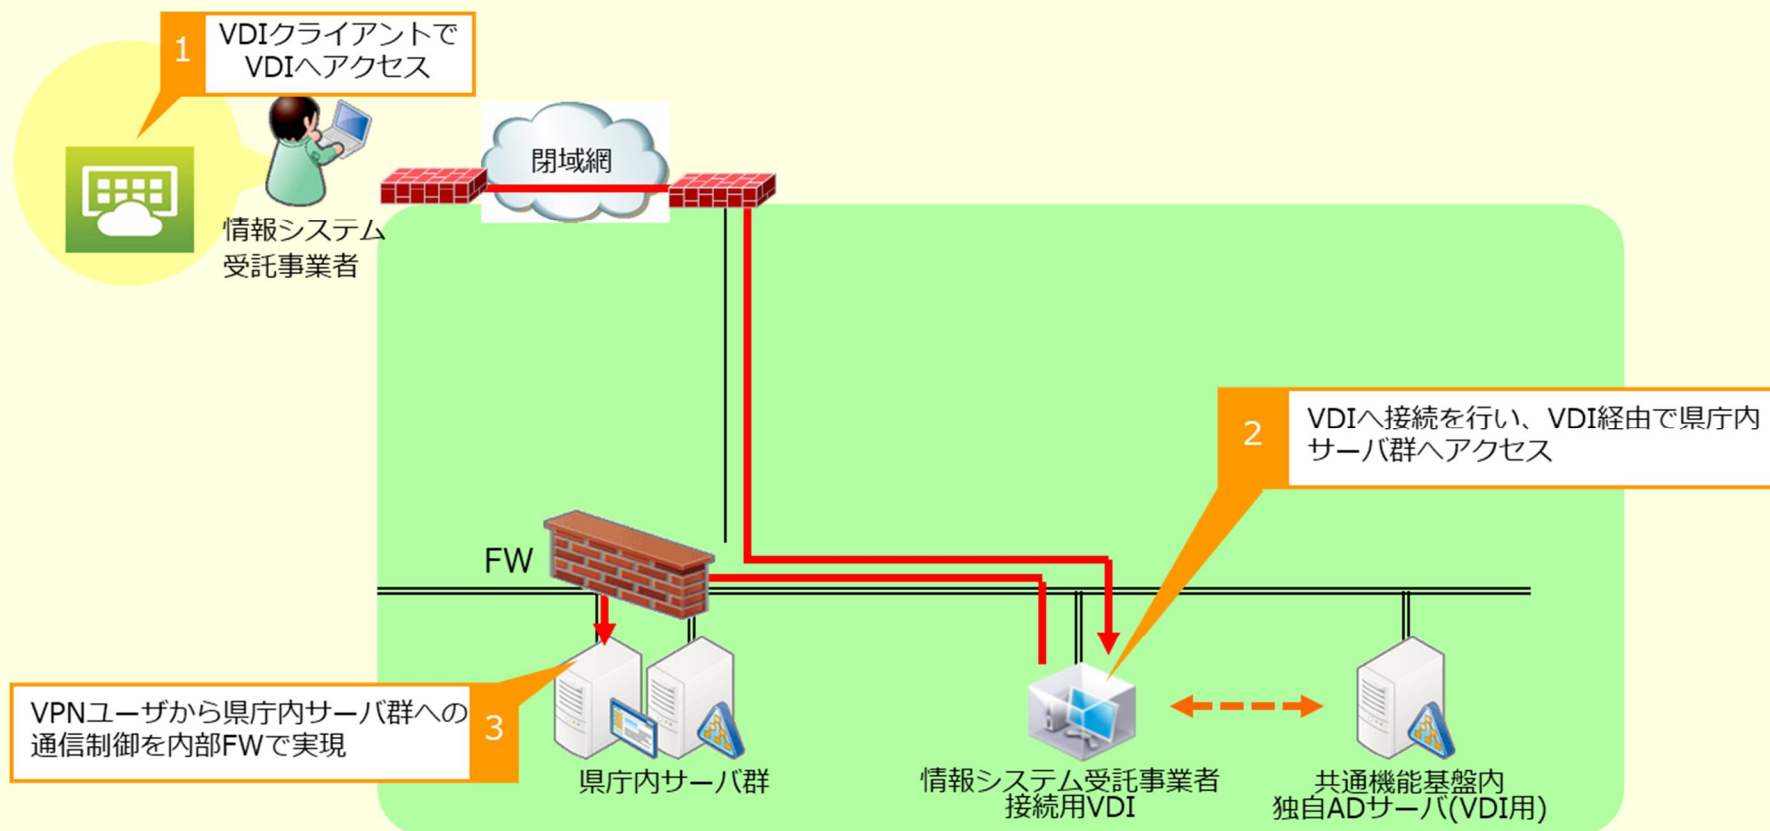 1
VDIクライアントで
VDIへアクセス
閉域網
情報システム
受託事業者
2
VDIへ接続を行い、VDI経由で県庁内
サーバ群へアクセス
FW
VPNユーザから県庁内サーバ群への
通信制御を内部FWで実現
3
県庁内サーバ群
情報システム受託事業者
接続用VDI
共通機能基盤内
独自ADサーバ(VDI用)